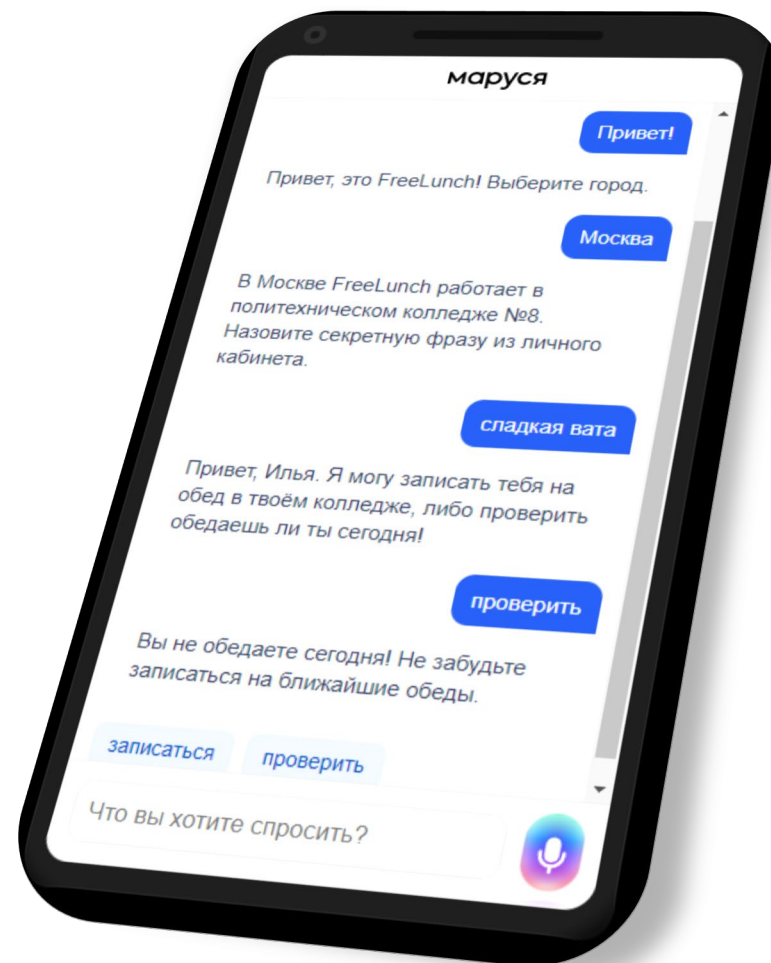 маруся
Привет!
Привет, это FreeLunch! Выберите город.
Москва
В Москве FreeLunch работает в
политехническом колледже №8.
Назовите секретную фразу из личного
кабинета.
сладкая вата
Привет, Илья. Я могу записать тебя на
обед в твоём колледже, либо проверить
обедаешь ли ты сегодня!
проверить
Вы не обедаете сегодня! Не забудьте
записаться на ближайшие обеды.
записаться проверить
Что вы хотите спросить?